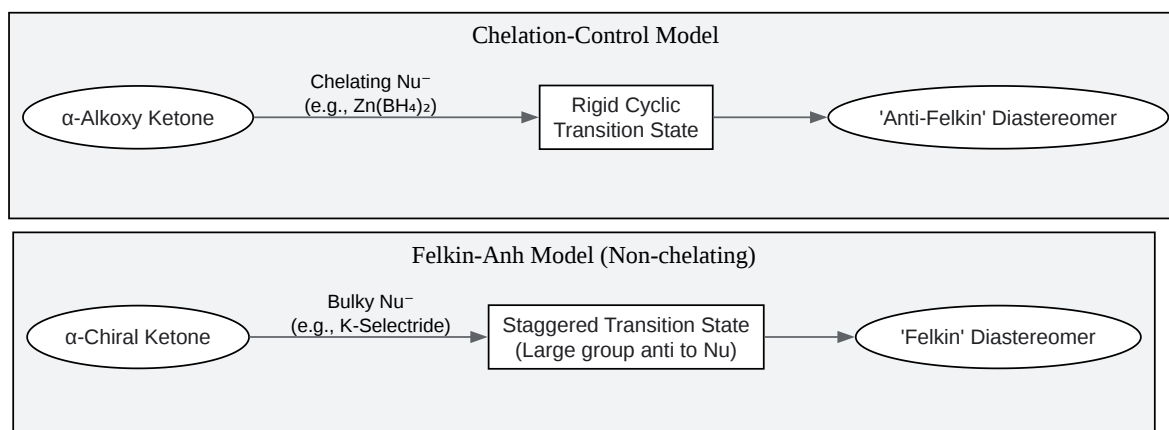 Chelation-Control Model
α-Alkoxy Ketone
Chelating Nu⁻
(e.g., Zn(BH₄)₂)
Rigid Cyclic
Transition State
'Anti-Felkin' Diastereomer
Felkin-Anh Model (Non-chelating)
α-Chiral Ketone
Bulky Nu⁻
(e.g., K-Selectride)
Staggered Transition State
(Large group anti to Nu)
'Felkin' Diastereomer